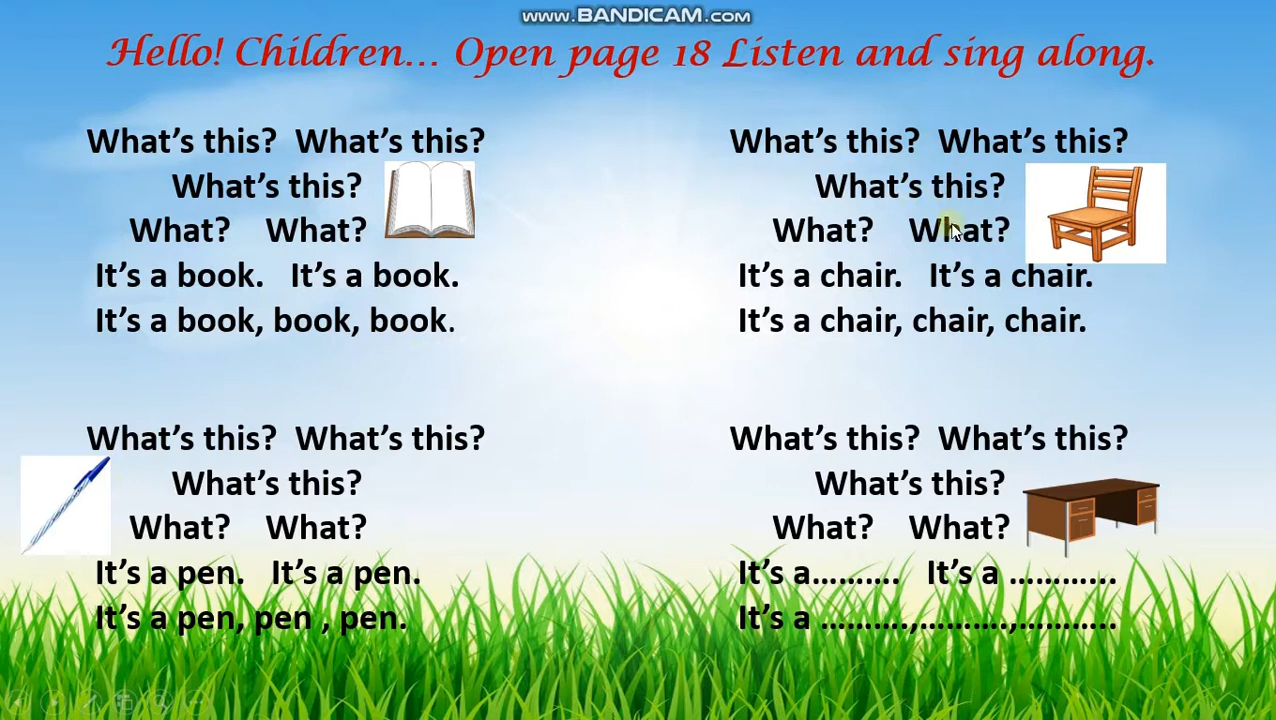 www.BANDICAM.com
Hello! Children... Open page 18 Listen and sing along.
What's this? What's this?
What's this?
What? What?
It's a book. It's a book.
It's a book, book, book.
What's this? What's this?
What's this?
What? What?
It's a chair. It's a chair.
It's a chair, chair, chair.
What's this? What's this?
What's this?
What? What?
It's a pen. It's a pen.
It's a pen, pen , pen.
What's this? What's this?
What's this?
What? What?
It's a………. It's a ………….
It's a ……….,……….,………..